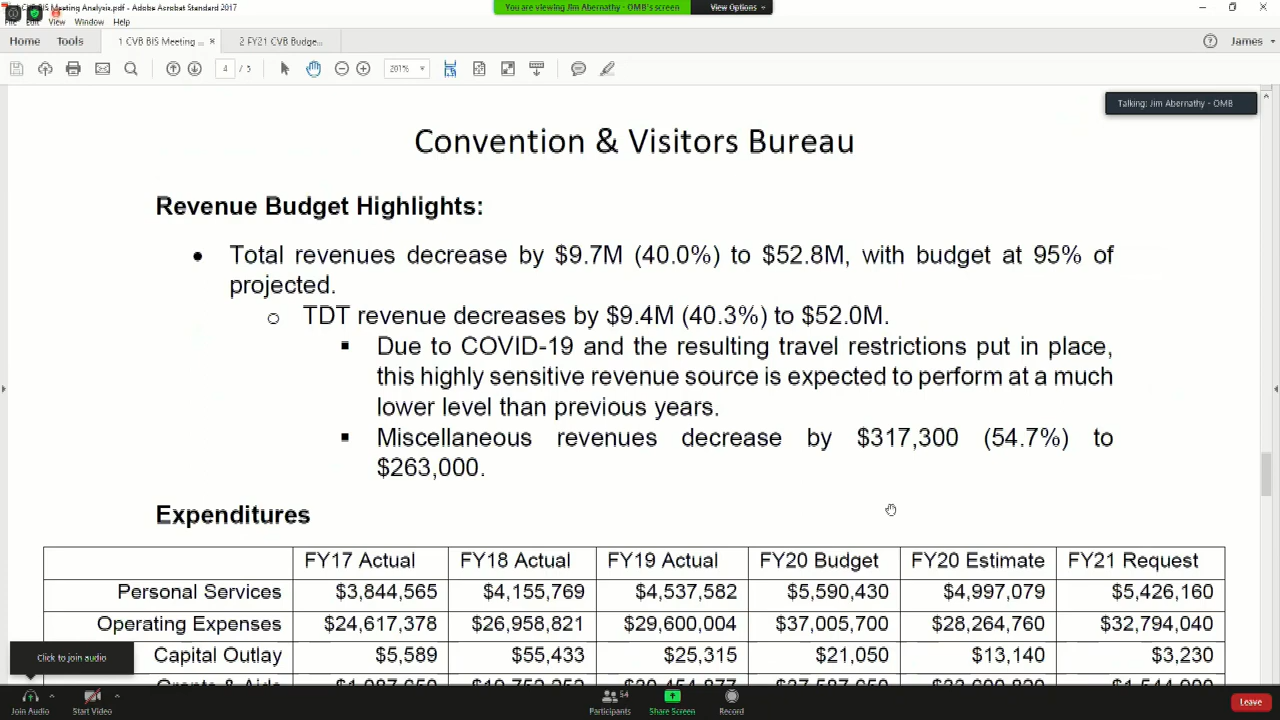 CVB BIS Meeting Analysis.pdf - Adobe Acrobat Standard 2017
You are viewing Jim Abernathy - OMB's screen
View Options
File Edit View Window Help
Home Tools 1 CVB BIS Meeting ... × 2 FY21 CVB Budge...
James
4 / 5
201%
Talking: Jim Abernathy - OMB
Convention & Visitors Bureau
Revenue Budget Highlights:
• Total revenues decrease by $9.7M (40.0%) to $52.8M, with budget at 95% of
projected.
o TDT revenue decreases by $9.4M (40.3%) to $52.0M.
▪ Due to COVID-19 and the resulting travel restrictions put in place,
this highly sensitive revenue source is expected to perform at a much
lower level than previous years.
▪ Miscellaneous revenues decrease by $317,300 (54.7%) to
$263,000.
Expenditures
FY17 Actual FY18 Actual FY19 Actual FY20 Budget FY20 Estimate FY21 Request
Personal Services $3,844,565 $4,155,769 $4,537,582 $5,590,430 $4,997,079 $5,426,160
Operating Expenses $24,617,378 $26,958,821 $29,600,004 $37,005,700 $28,264,760 $32,794,040
Capital Outlay $5,589 $55,433 $25,315 $21,050 $13,140 $3,230
Click to join audio
Join Audio Start Video
54
Participants Share Screen Record
Leave